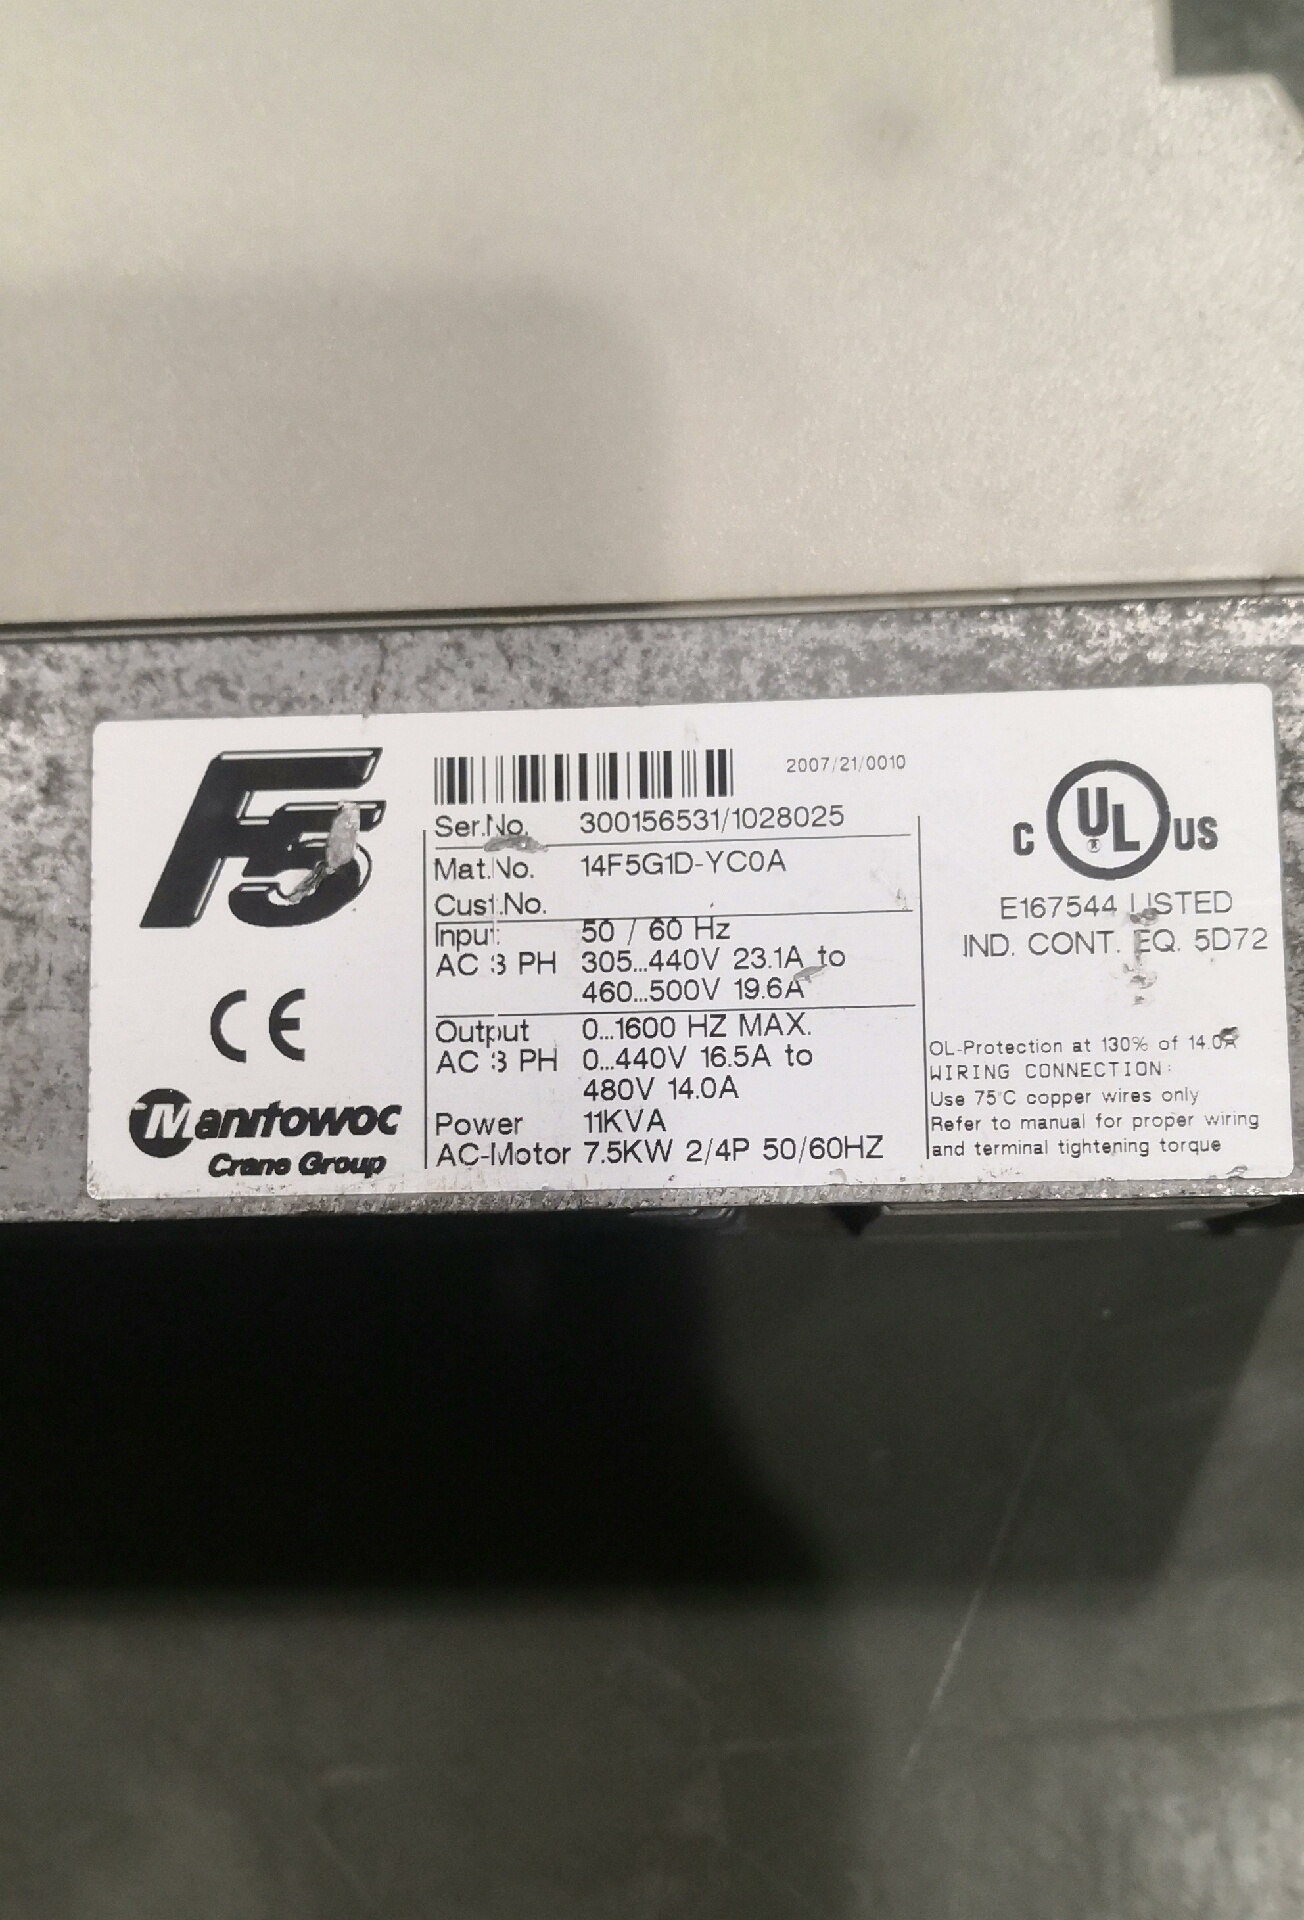 F5
2007/21/0010
Ser.No. 300156531/1028025
Mat.No. 14F5G1D-YC0A
Cust.No.
Input: 50 / 60 Hz
AC 3 PH 305...440V 23.1A to
460...500V 19.6A
Output 0...1600 HZ MAX.
AC 3 PH 0...440V 16.5A to
480V 14.0A
Power 11KVA
AC-Motor 7.5KW 2/4P 50/60HZ
CE
Manitowoc
Crane Group
C UL US
®
E167544 LISTED
IND. CONT. EQ. 5D72
OL-Protection at 130% of 14.0A
WIRING CONNECTION:
Use 75°C copper wires only
Refer to manual for proper wiring
and terminal tightening torque